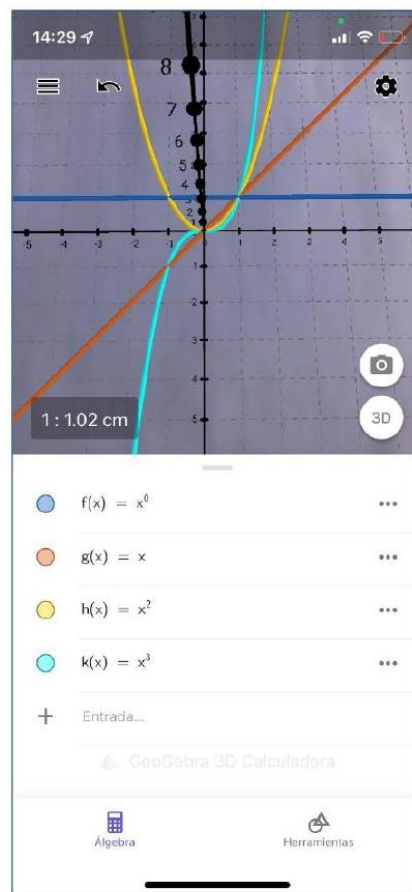 14:29
8
7
6
5
4
3
2
1
-5 -4 -3 -2 -1 0 1 2 3 4 5
-1
-2
-3
-4
-5
1 : 1.02 cm
3D
f(x) = x⁰
g(x) = x
h(x) = x²
k(x) = x³
Entrada...
GeoGebra 3D Calculadora
Álgebra
Herramientas